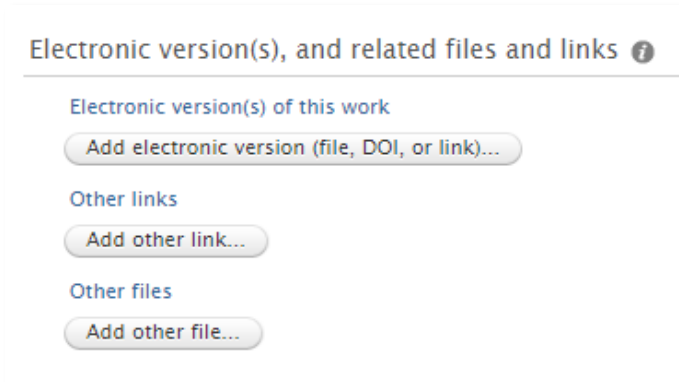 Electronic version(s), and related files and links
Electronic version(s) of this work
Add electronic version (file, DOI, or link)...
Other links
Add other link...
Other files
Add other file...